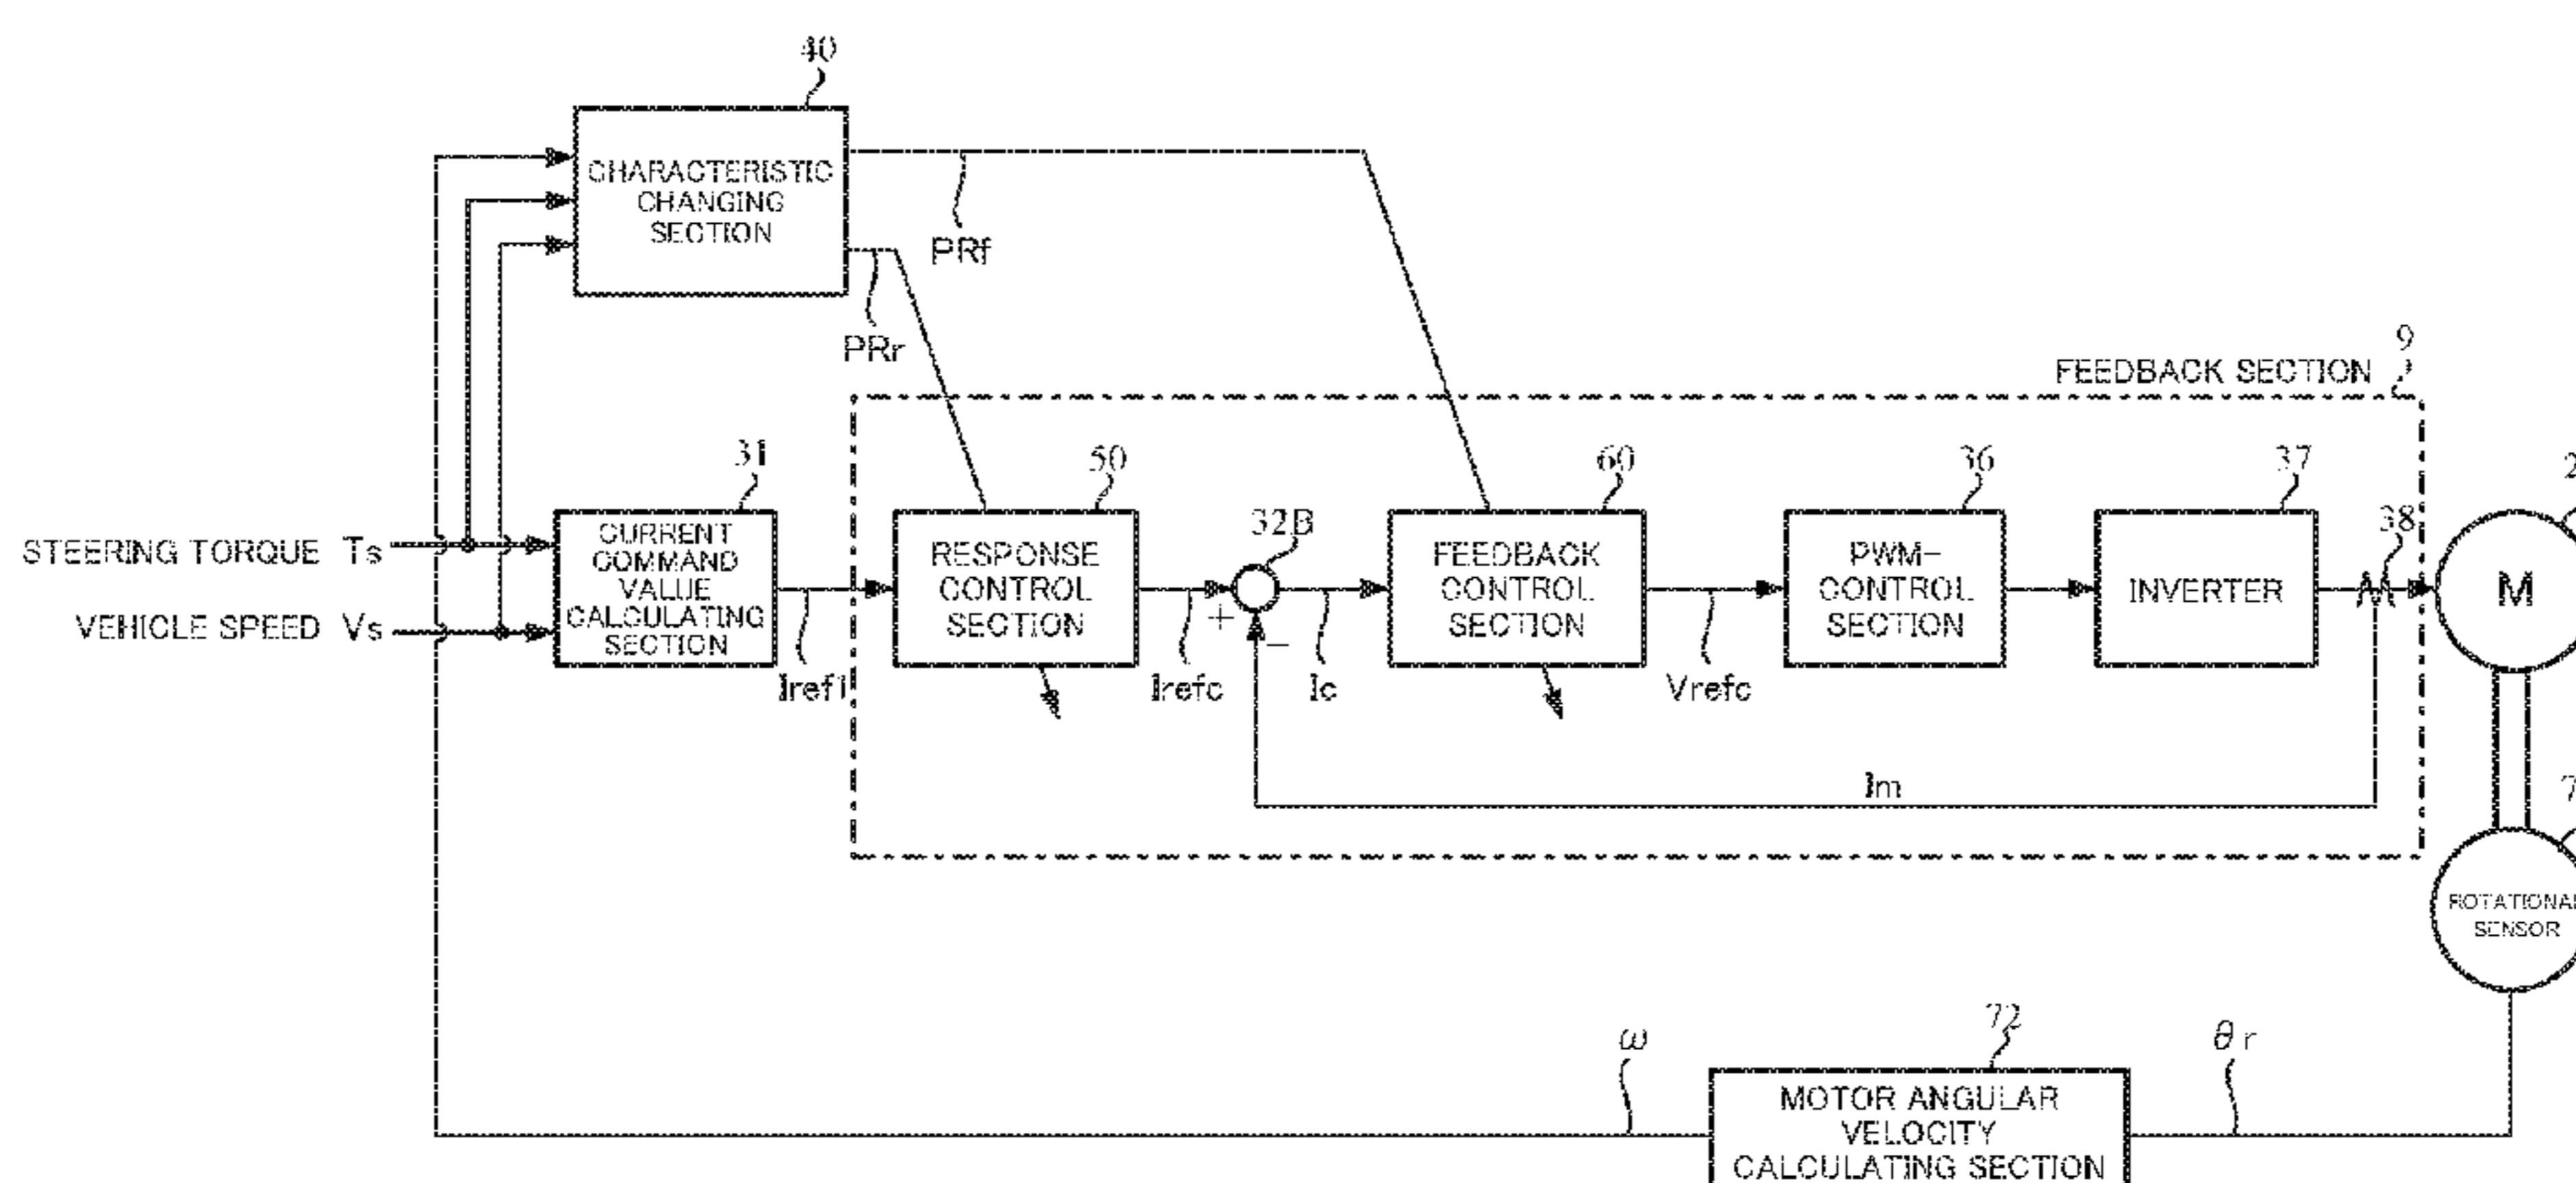 40
CHARACTERISTIC
CHANGING
SECTION
PRf
PRr
9
FEEDBACK SECTION
31
50
60
36
37
38
2
32B
STEERING TORQUE Ts
VEHICLE SPEED Vs
CURRENT
COMMAND
VALUE
CALCULATING
SECTION
RESPONSE
CONTROL
SECTION
FEEDBACK
CONTROL
SECTION
PWM-
CONTROL
SECTION
INVERTER
M
+
−
Iref1
Irefc
Ic
Vrefc
Im
7
ROTATIONAL
SENSOR
72
ω
θr
MOTOR ANGULAR
VELOCITY
CALCULATING SECTION